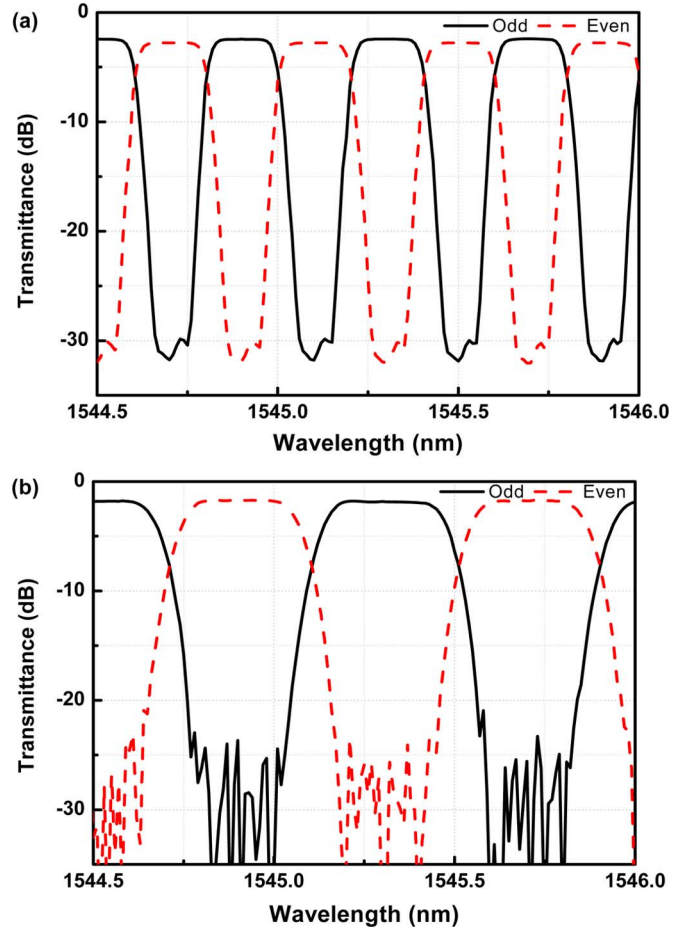 (a)
Odd Even
0
-10
-20
-30
Transmittance (dB)
1544.5 1545.0 1545.5 1546.0
Wavelength (nm)
(b)
Odd Even
0
-10
-20
-30
Transmittance (dB)
1544.5 1545.0 1545.5 1546.0
Wavelength (nm)